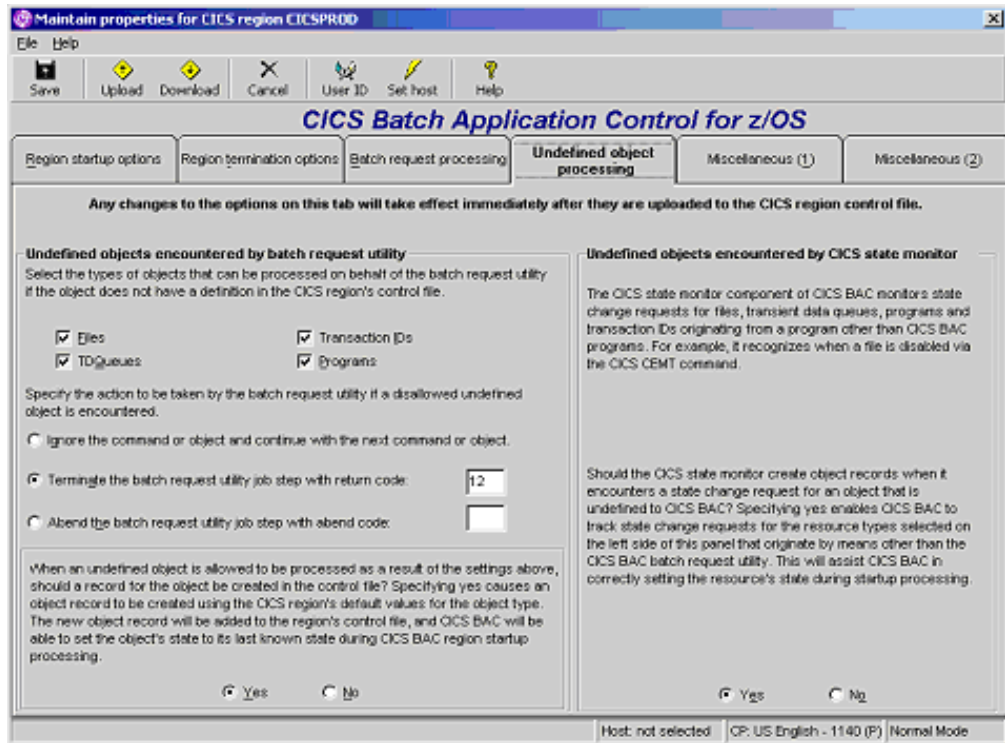 Maintain properties for CICS region CICSPROD
File Help
Save Upload Download Cancel User ID Set host Help
CICS Batch Application Control for z/OS
Region startup options Region termination options Batch request processing Undefined object processing Miscellaneous (1) Miscellaneous (2)
Any changes to the options on this tab will take effect immediately after they are uploaded to the CICS region control file.
Undefined objects encountered by batch request utility
Select the types of objects that can be processed on behalf of the batch request utility
if the object does not have a definition in the CICS region's control file.
Files Transaction IDs
TDQueues Programs
Specify the action to be taken by the batch request utility if a disallowed undefined
object is encountered.
Ignore the command or object and continue with the next command or object.
Terminate the batch request utility job step with return code: 12
Abend the batch request utility job step with abend code:
When an undefined object is allowed to be processed as a result of the settings above,
should a record for the object be created in the control file? Specifying yes causes an
object record to be created using the CICS region's default values for the object type.
The new object record will be added to the region's control file, and CICS BAC will be
able to set the object's state to its last known state during CICS BAC region startup
processing.
Yes No
Undefined objects encountered by CICS state monitor
The CICS state monitor component of CICS BAC monitors state
change requests for files, transient data queues, programs and
transaction IDs originating from a program other than CICS BAC
programs. For example, it recognizes when a file is disabled via
the CICS CEMT command.
Should the CICS state monitor create object records when it
encounters a state change request for an object that is
undefined to CICS BAC? Specifying yes enables CICS BAC to
track state change requests for the resource types selected on
the left side of this panel that originate by means other than the
CICS BAC batch request utility. This will assist CICS BAC in
correctly setting the resource's state during startup processing.
Yes No
Host: not selected CP: US English - 1140 (P) Normal Mode